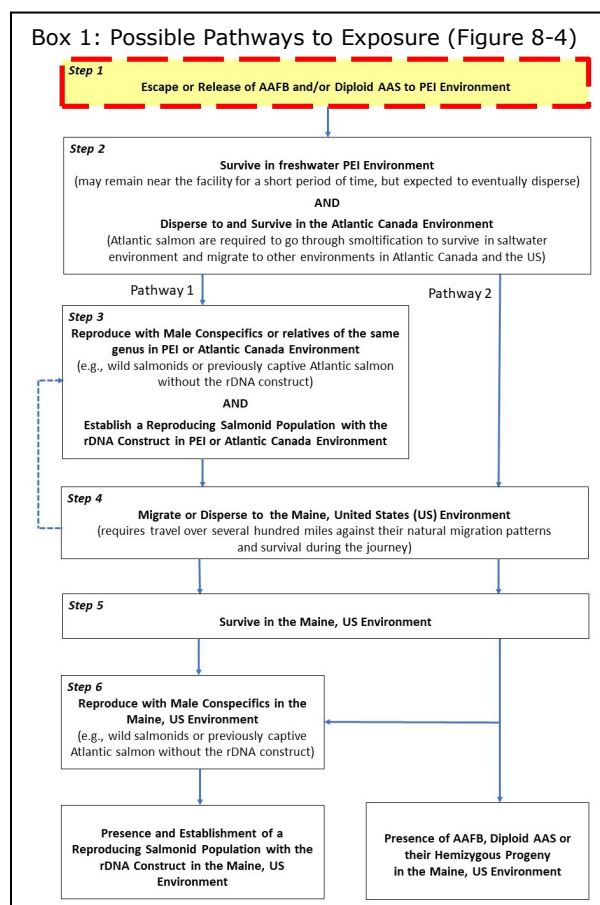 Box 1: Possible Pathways to Exposure (Figure 8-4)
Step 1
Escape or Release of AAFB and/or Diploid AAS to PEI Environment
Step 2
Survive in freshwater PEI Environment
(may remain near the facility for a short period of time, but expected to eventually disperse)
AND
Disperse to and Survive in the Atlantic Canada Environment
(Atlantic salmon are required to go through smoltification to survive in saltwater
environment and migrate to other environments in Atlantic Canada and the US)
Pathway 1
Pathway 2
Step 3
Reproduce with Male Conspecifics or relatives of the same
genus in PEI or Atlantic Canada Environment
(e.g., wild salmonids or previously captive Atlantic salmon
without the rDNA construct)
AND
Establish a Reproducing Salmonid Population with the
rDNA Construct in PEI or Atlantic Canada Environment
Step 4
Migrate or Disperse to the Maine, United States (US) Environment
(requires travel over several hundred miles against their natural migration patterns
and survival during the journey)
Step 5
Survive in the Maine, US Environment
Step 6
Reproduce with Male Conspecifics in the
Maine, US Environment
(e.g., wild salmonids or previously captive
Atlantic salmon without the rDNA construct)
Presence and Establishment of a
Reproducing Salmonid Population with the
rDNA Construct in the Maine, US
Environment
Presence of AAFB, Diploid AAS or
their Hemizygous Progeny
in the Maine, US Environment